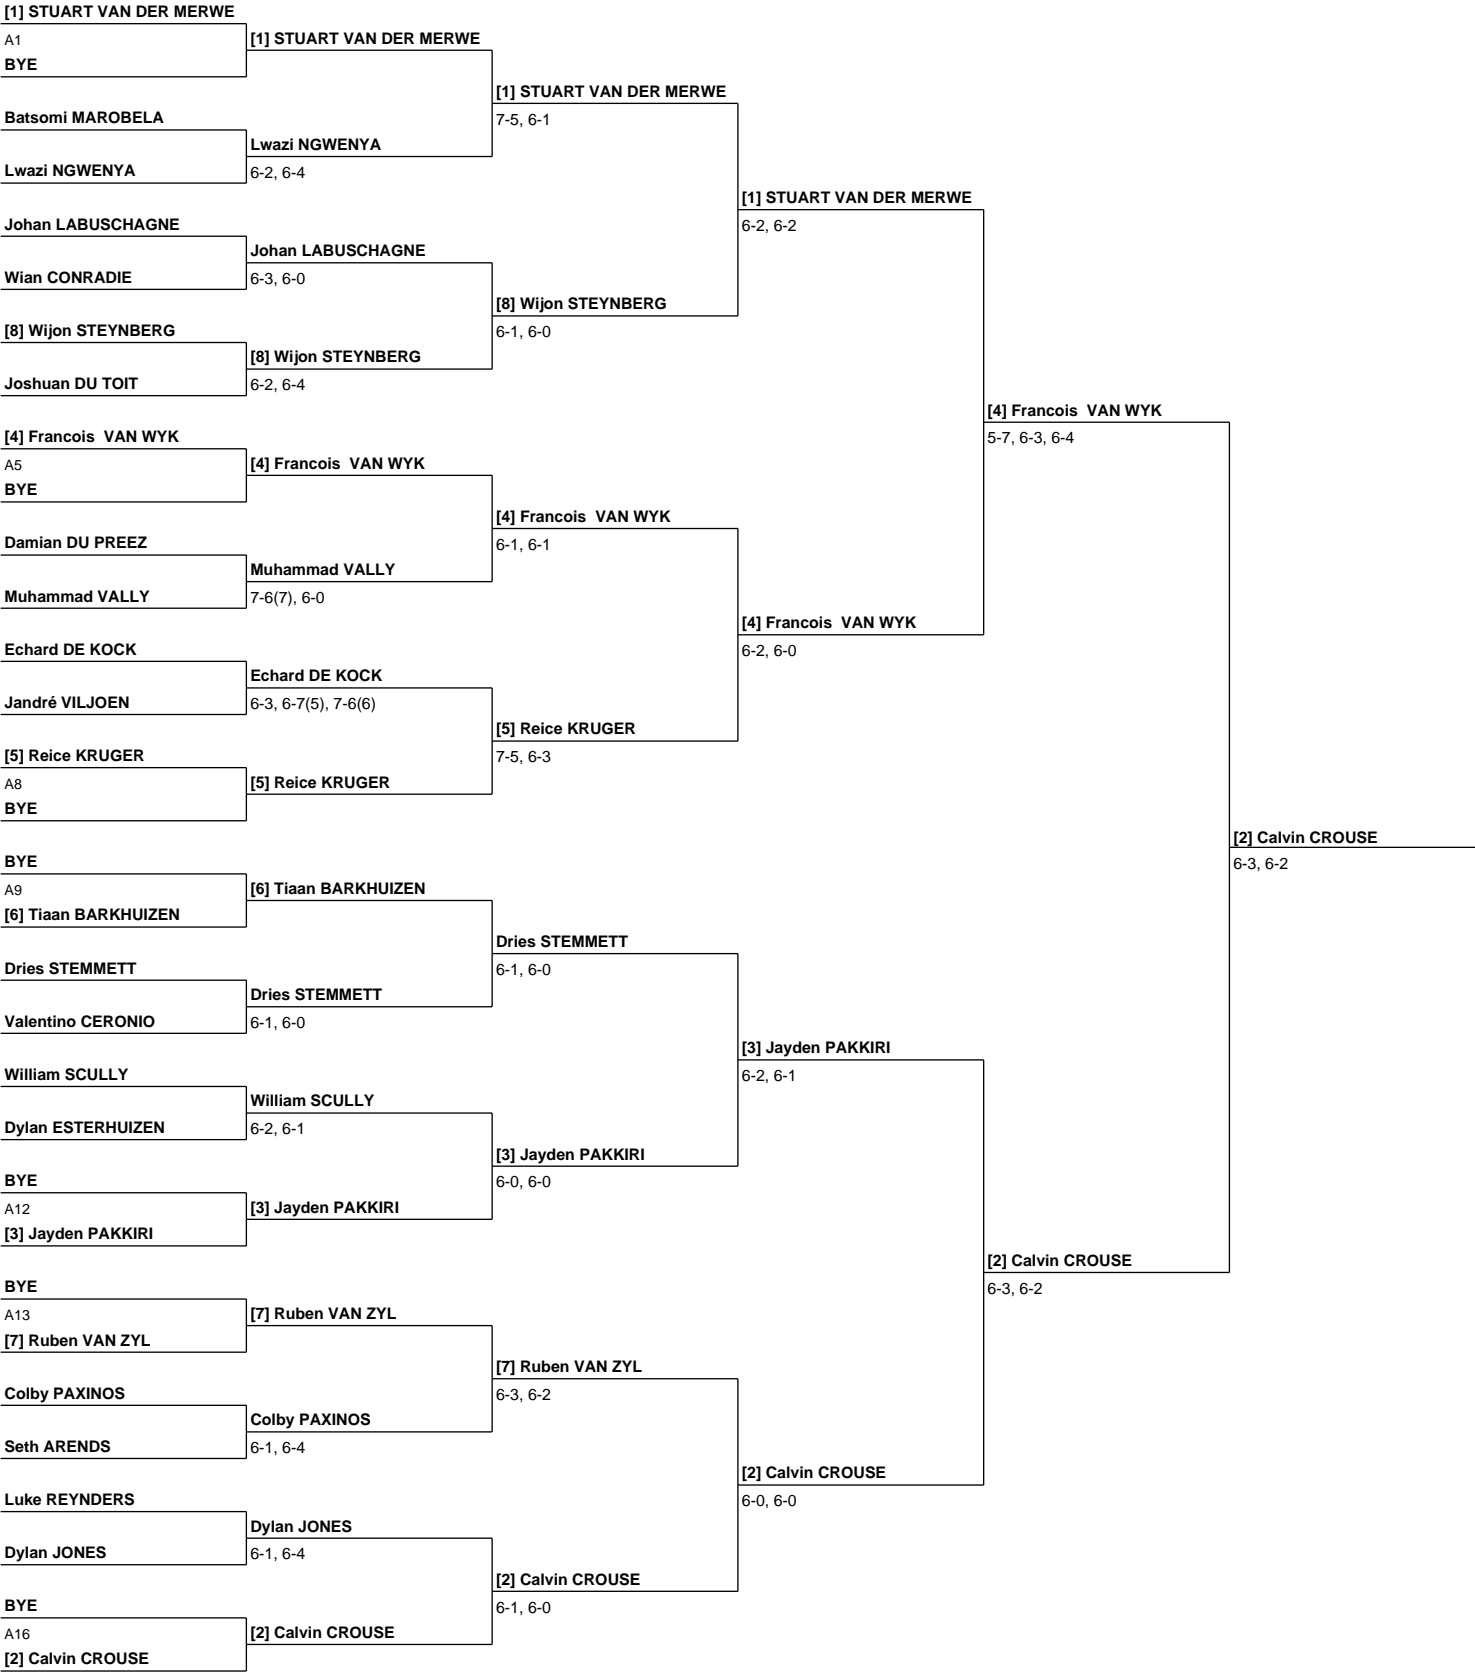 [1] STUART VAN DER MERWE
A1
BYE
Batsomi MAROBELA
Lwazi NGWENYA
Johan LABUSCHAGNE
Wian CONRADIE
[8] Wijon STEYNBERG
Joshuan DU TOIT
[4] Francois  VAN WYK
A5
BYE
Damian DU PREEZ
Muhammad VALLY
Echard DE KOCK
Jandré VILJOEN
[5] Reice KRUGER
A8
BYE
BYE
A9
[6] Tiaan BARKHUIZEN
Dries STEMMETT
Valentino CERONIO
William SCULLY
Dylan ESTERHUIZEN
BYE
A12
[3] Jayden PAKKIRI
BYE
A13
[7] Ruben VAN ZYL
Colby PAXINOS
Seth ARENDS
Luke REYNDERS
Dylan JONES
BYE
A16
[2] Calvin CROUSE
[1] STUART VAN DER MERWE
Lwazi NGWENYA
6-2, 6-4
Johan LABUSCHAGNE
6-3, 6-0
[8] Wijon STEYNBERG
6-2, 6-4
[4] Francois  VAN WYK
Muhammad VALLY
7-6(7), 6-0
Echard DE KOCK
6-3, 6-7(5), 7-6(6)
[5] Reice KRUGER
[6] Tiaan BARKHUIZEN
Dries STEMMETT
6-1, 6-0
William SCULLY
6-2, 6-1
[3] Jayden PAKKIRI
[7] Ruben VAN ZYL
Colby PAXINOS
6-1, 6-4
Dylan JONES
6-1, 6-4
[2] Calvin CROUSE
[1] STUART VAN DER MERWE
7-5, 6-1
[8] Wijon STEYNBERG
6-1, 6-0
[4] Francois  VAN WYK
6-1, 6-1
[5] Reice KRUGER
7-5, 6-3
Dries STEMMETT
6-1, 6-0
[3] Jayden PAKKIRI
6-0, 6-0
[7] Ruben VAN ZYL
6-3, 6-2
[2] Calvin CROUSE
6-1, 6-0
[1] STUART VAN DER MERWE
6-2, 6-2
[4] Francois  VAN WYK
6-2, 6-0
[3] Jayden PAKKIRI
6-2, 6-1
[2] Calvin CROUSE
6-0, 6-0
[4] Francois  VAN WYK
5-7, 6-3, 6-4
[2] Calvin CROUSE
6-3, 6-2
[2] Calvin CROUSE
6-3, 6-2